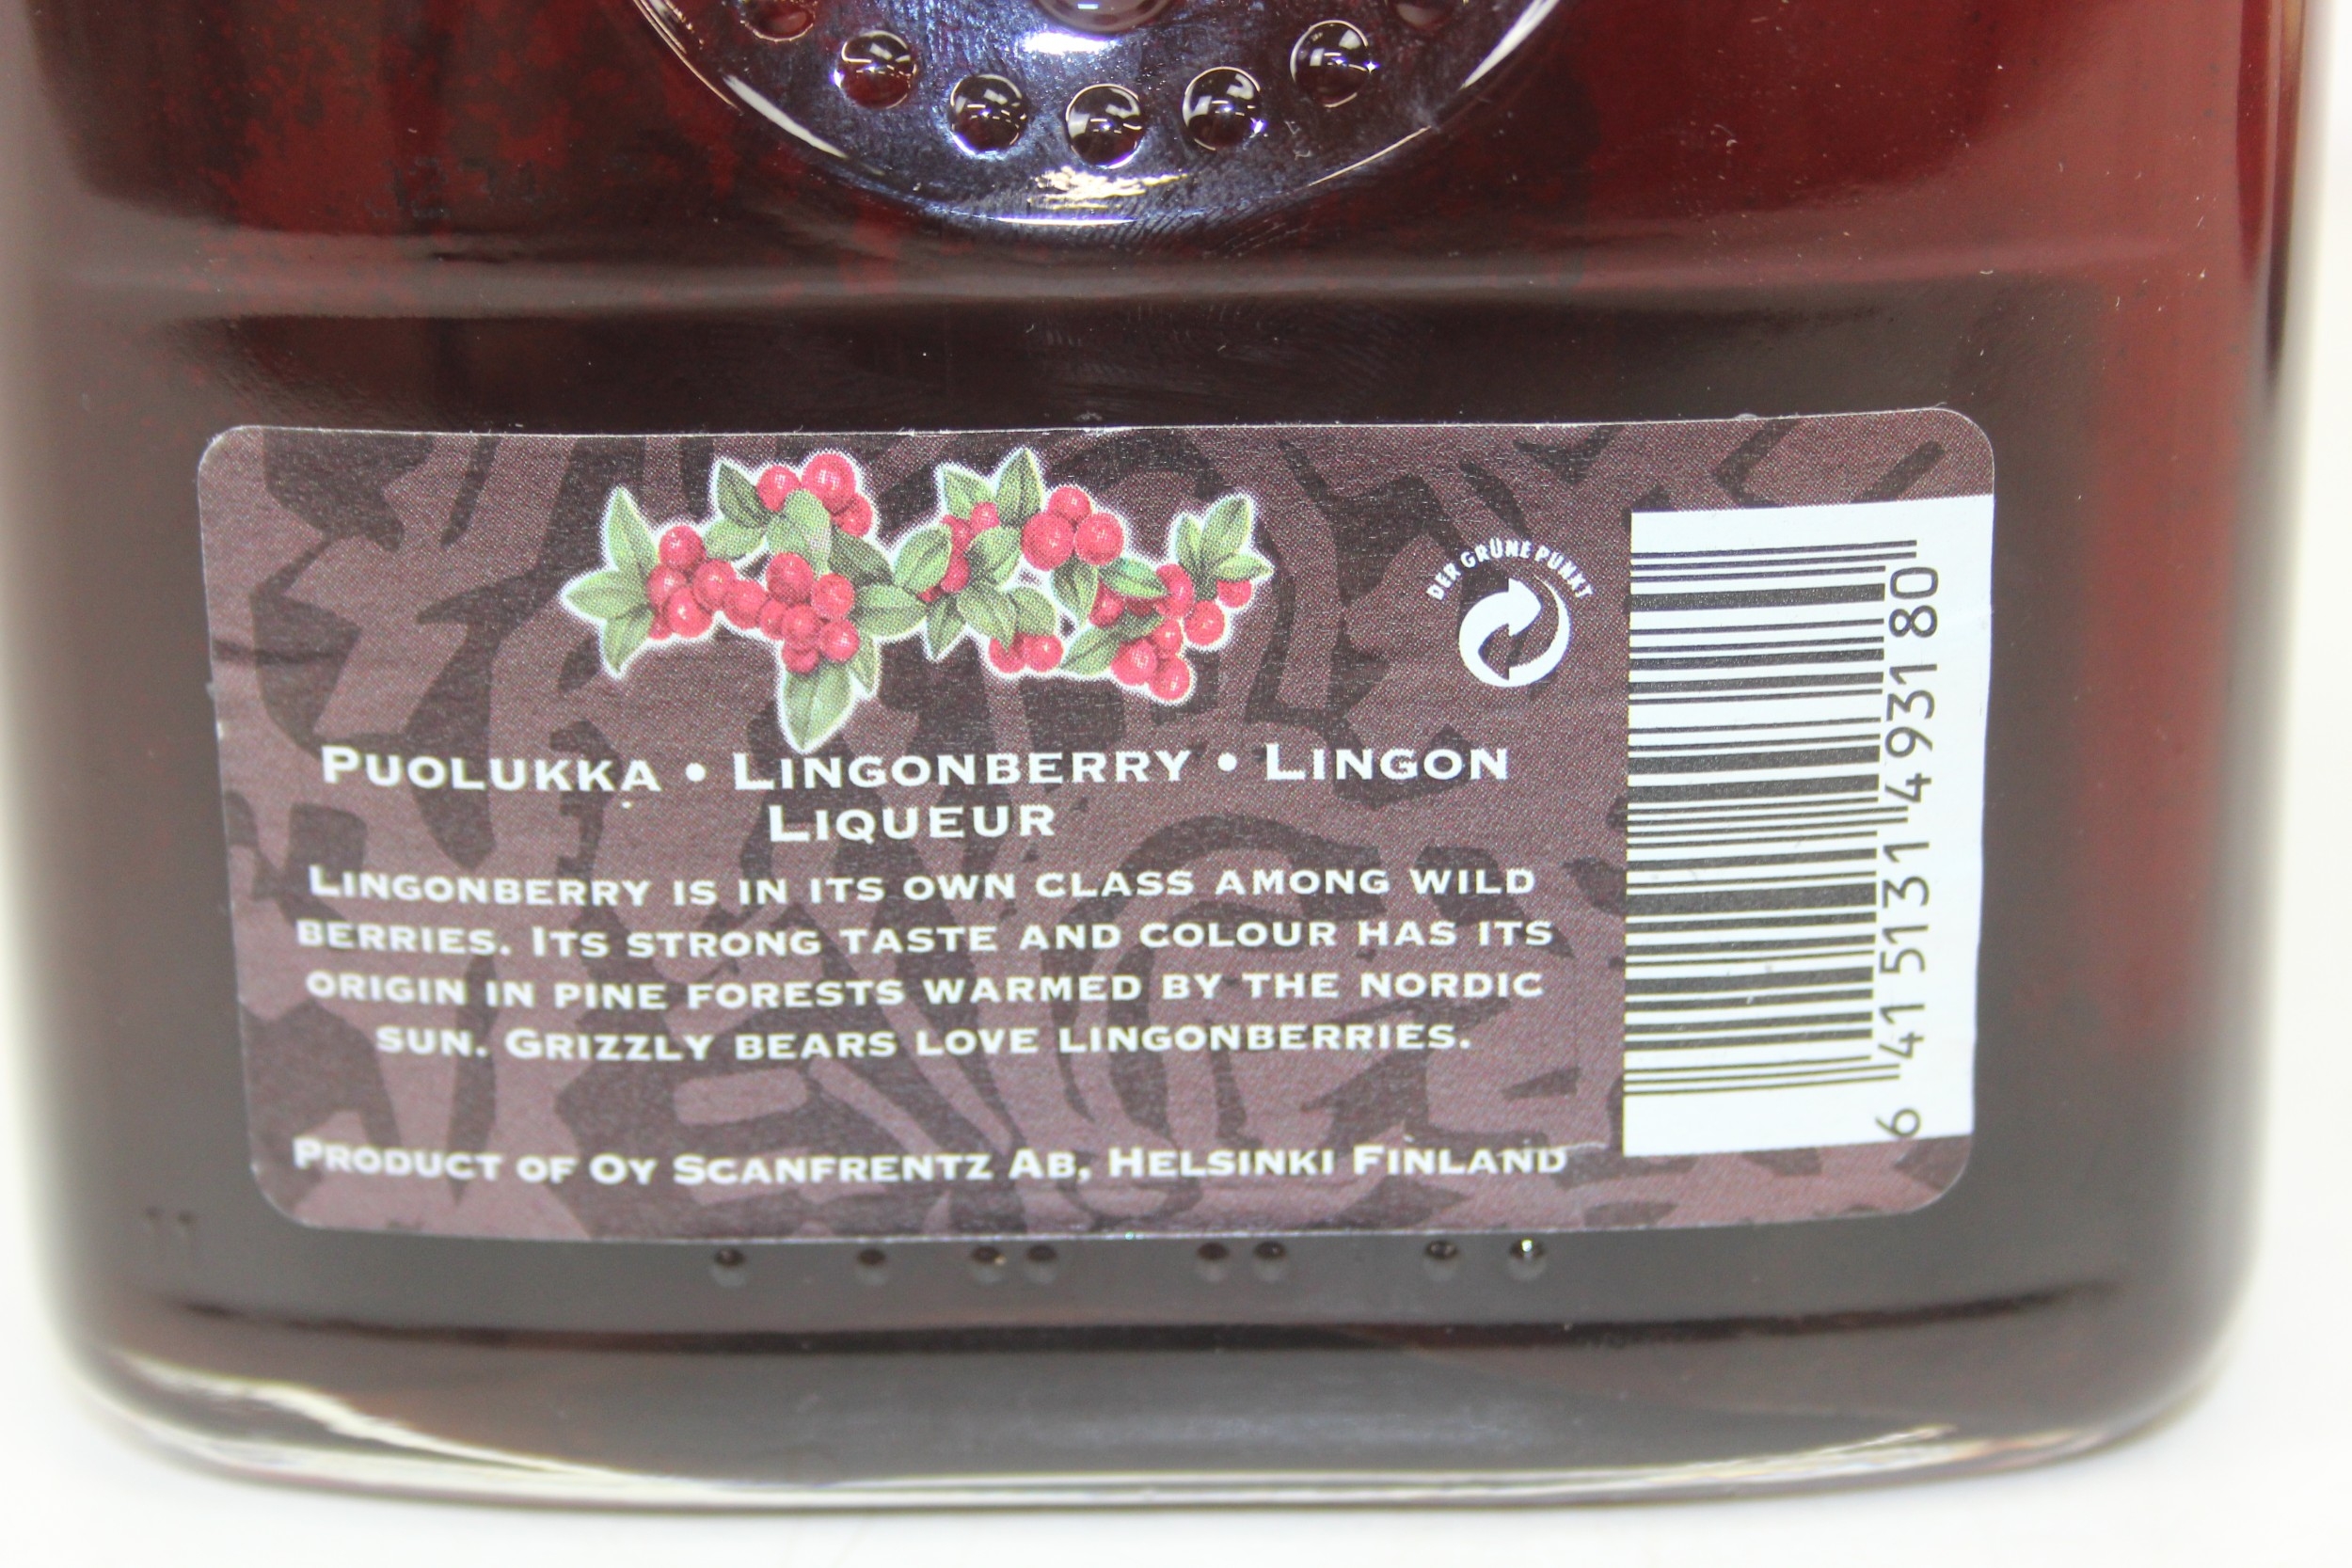 PUOLUKKA • LINGONBERRY • LINGON
LIQUEUR
LINGONBERRY IS IN ITS OWN CLASS AMONG WILD
BERRIES. ITS STRONG TASTE AND COLOUR HAS ITS
ORIGIN IN PINE FORESTS WARMED BY THE NORDIC
SUN. GRIZZLY BEARS LOVE LINGONBERRIES.
PRODUCT OF OY SCANFRENTZ AB, HELSINKI FINLAND
DER GRÜNE PUNKT
6 415131 493180
11